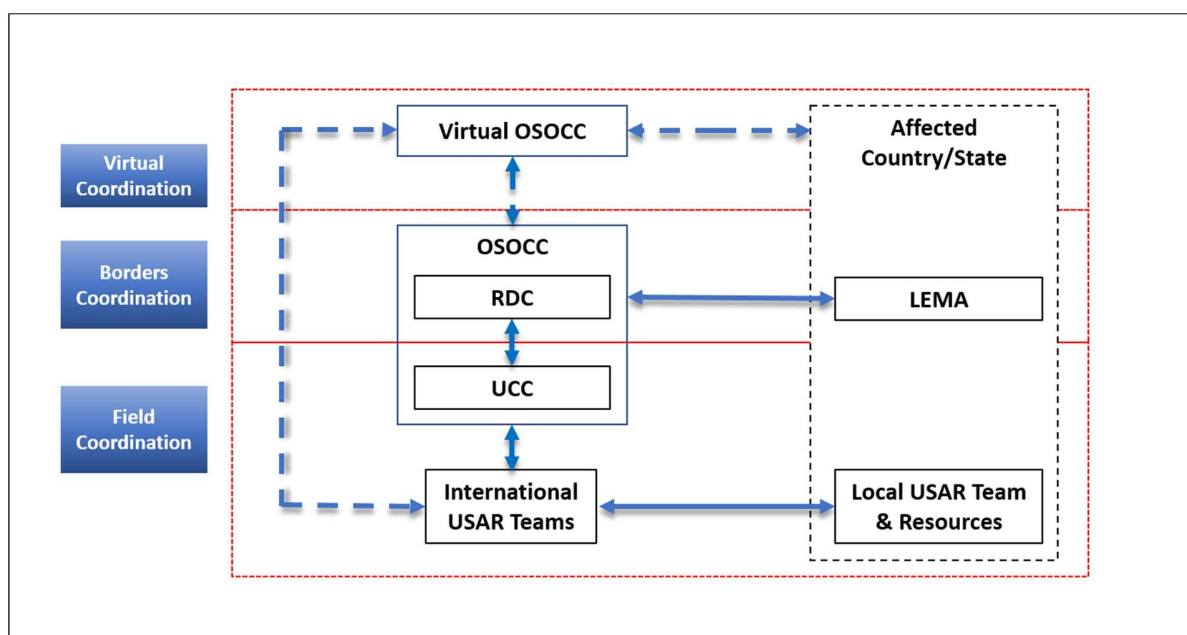 Virtual OSOCC
Affected
Country/State
Virtual
Coordination
OSOCC
Borders
Coordination
RDC
LEMA
UCC
Field
Coordination
International
USAR Teams
Local USAR Team
& Resources